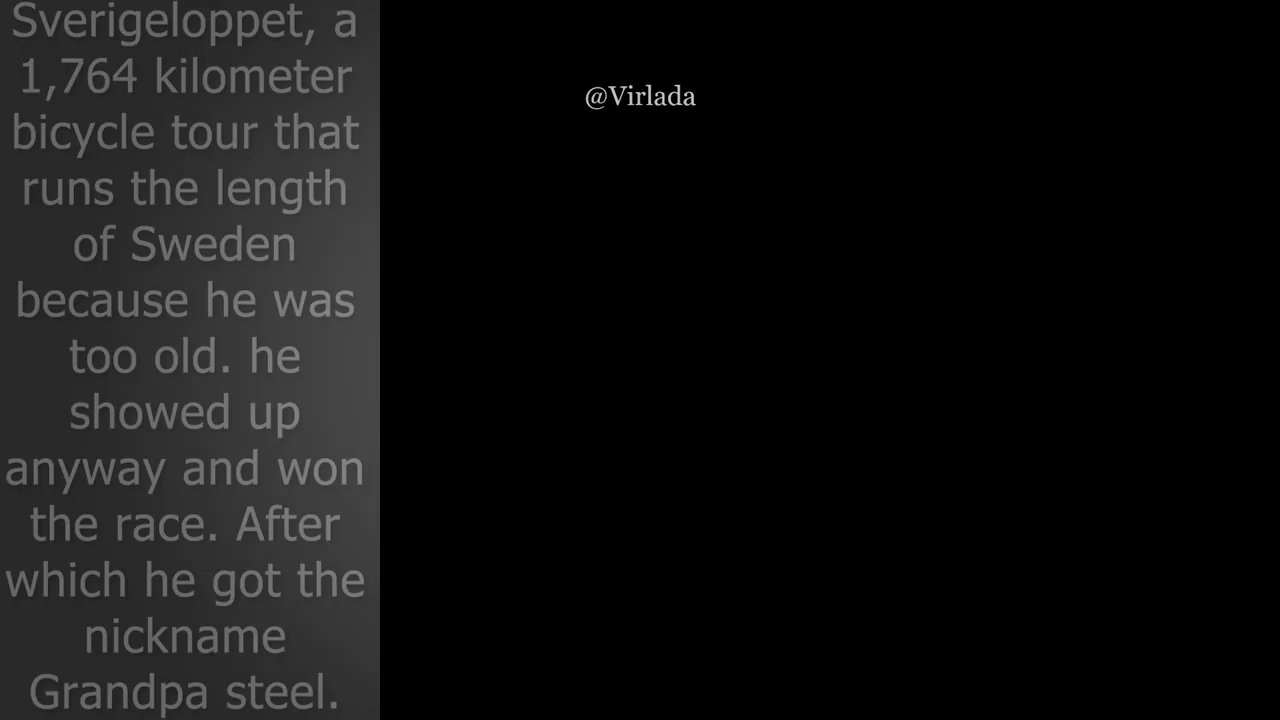 Sverigeloppet, a
1,764 kilometer
bicycle tour that
runs the length
of Sweden
because he was
too old. he
showed up
anyway and won
the race. After
which he got the
nickname
Grandpa steel.
@Virlada